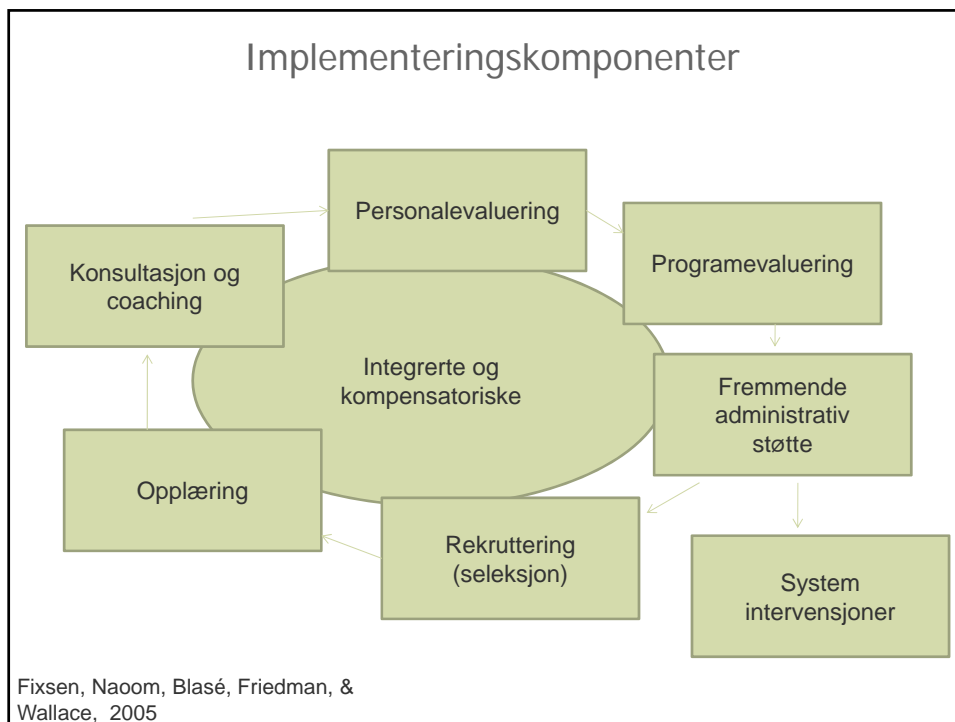 Implementeringskomponenter
Personalevaluering
Programevaluering
Konsultasjon og
coaching
Integrerte og
kompensatoriske
Fremmende
administrativ
støtte
Opplæring
Rekruttering
(seleksjon)
System
intervensjoner
Fixsen, Naoom, Blasé, Friedman, &
Wallace, 2005